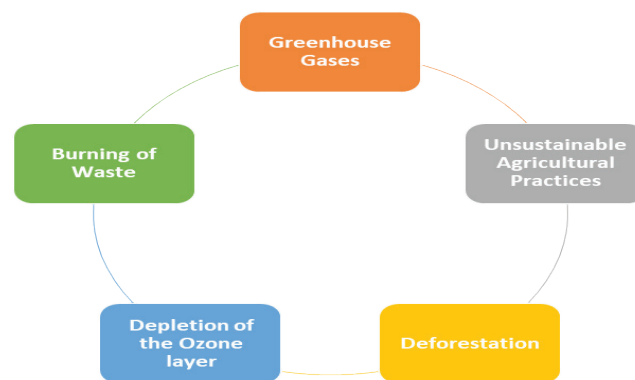 Greenhouse
Gases
Unsustainable
Agricultural
Practices
Deforestation
Depletion of
the Ozone
layer
Burning of
Waste